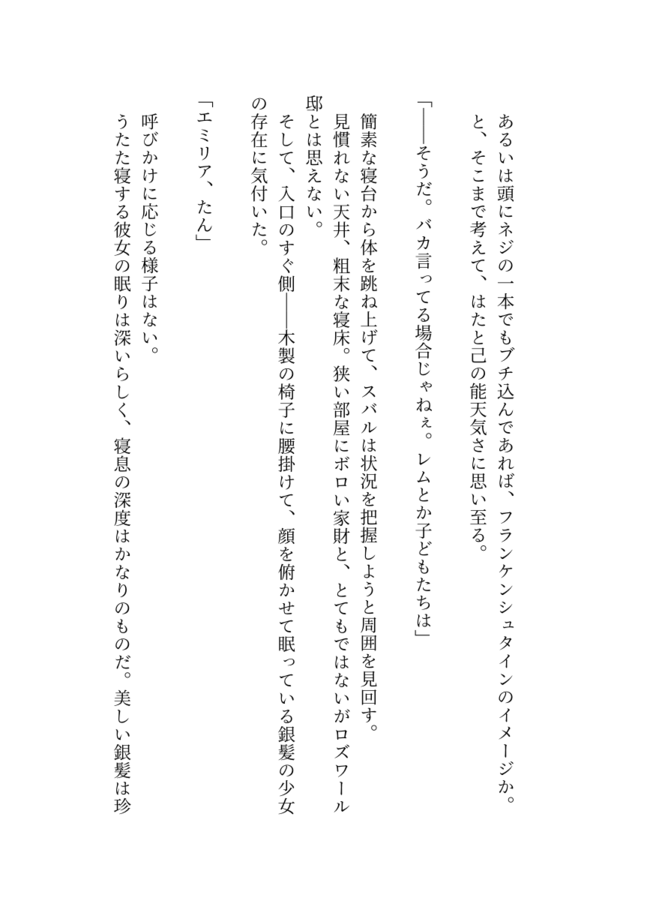 あるいは頭にネジの一本でもブチ込んであれば、フランケンシュタインのイメージか。
と、そこまで考えて、はたと己の能天気さに思い至る。
「――そうだ。バカ言ってる場合じゃねぇ。レムとか子どもたちは」
簡素な寝台から体を跳ね上げて、スバルは状況を把握しようと周囲を見回す。
見慣れない天井、粗末な寝床。狭い部屋にボロい家財と、とてもではないがロズワール
邸とは思えない。
そして、入口のすぐ側――木製の椅子に腰掛けて、顔を俯かせて眠っている銀髪の少女
の存在に気付いた。
「エミリア、たん」
呼びかけに応じる様子はない。
うたた寝する彼女の眠りは深いらしく、寝息の深度はかなりのものだ。美しい銀髪は珍